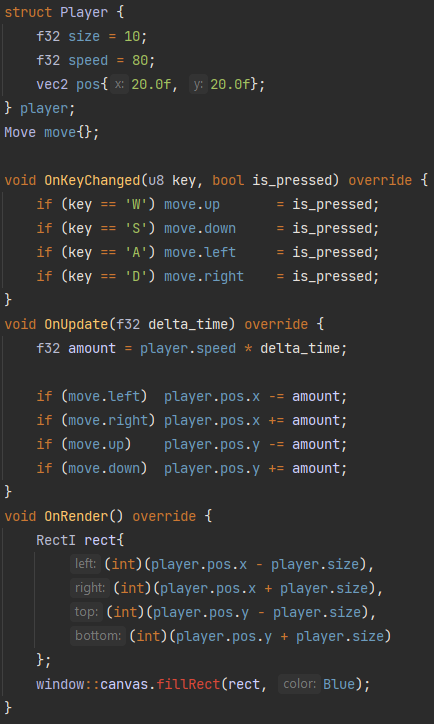 struct Player {
    f32 size = 10;
    f32 speed = 80;
    vec2 pos{ x: 20.0f, y: 20.0f};
} player;
Move move{};

void OnKeyChanged(u8 key, bool is_pressed) override {
    if (key == 'W') move.up       = is_pressed;
    if (key == 'S') move.down     = is_pressed;
    if (key == 'A') move.left     = is_pressed;
    if (key == 'D') move.right    = is_pressed;
}
void OnUpdate(f32 delta_time) override {
    f32 amount = player.speed * delta_time;

    if (move.left)  player.pos.x -= amount;
    if (move.right) player.pos.x += amount;
    if (move.up)    player.pos.y -= amount;
    if (move.down)  player.pos.y += amount;
}
void OnRender() override {
    RectI rect{
        left: (int)(player.pos.x - player.size),
        right: (int)(player.pos.x + player.size),
        top: (int)(player.pos.y - player.size),
        bottom: (int)(player.pos.y + player.size)
    };
    window::canvas.fillRect(rect, color: Blue);
}